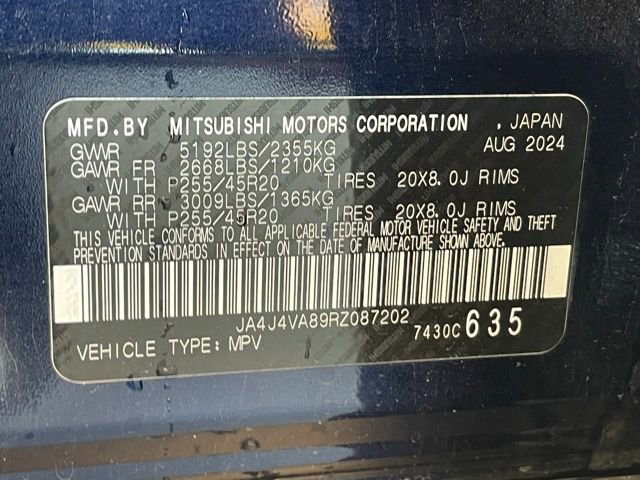 MFD.BY MITSUBISHI MOTORS CORPORATION , JAPAN
GVWR 5192LBS/2355KG AUG 2024
GAWR FR 2668LBS/1210KG
WITH P255/45R20 TIRES 20X8.0J RIMS
GAWR RR 3009LBS/1365KG
WITH P255/45R20 TIRES 20X8.0J RIMS
THIS VEHICLE CONFORMS TO ALL APPLICABLE FEDERAL MOTOR VEHICLE SAFETY AND THEFT
PREVENTION STANDARDS IN EFFECT ON THE DATE OF MANUFACTURE SHOWN ABOVE.
JA4J4VA89RZ087202
7430C 635
VEHICLE TYPE: MPV